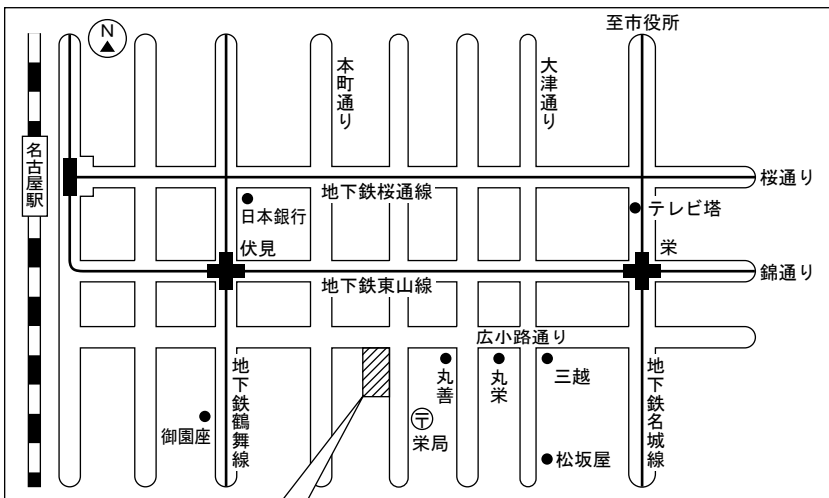 至市役所
N
本町通り
大津通り
名古屋駅
地下鉄桜通線
桜通り
日本銀行
テレビ塔
伏見
栄
地下鉄東山線
錦通り
広小路通り
地下鉄鶴舞線
丸善
丸栄
三越
地下鉄名城線
御園座
〒
栄局
松坂屋